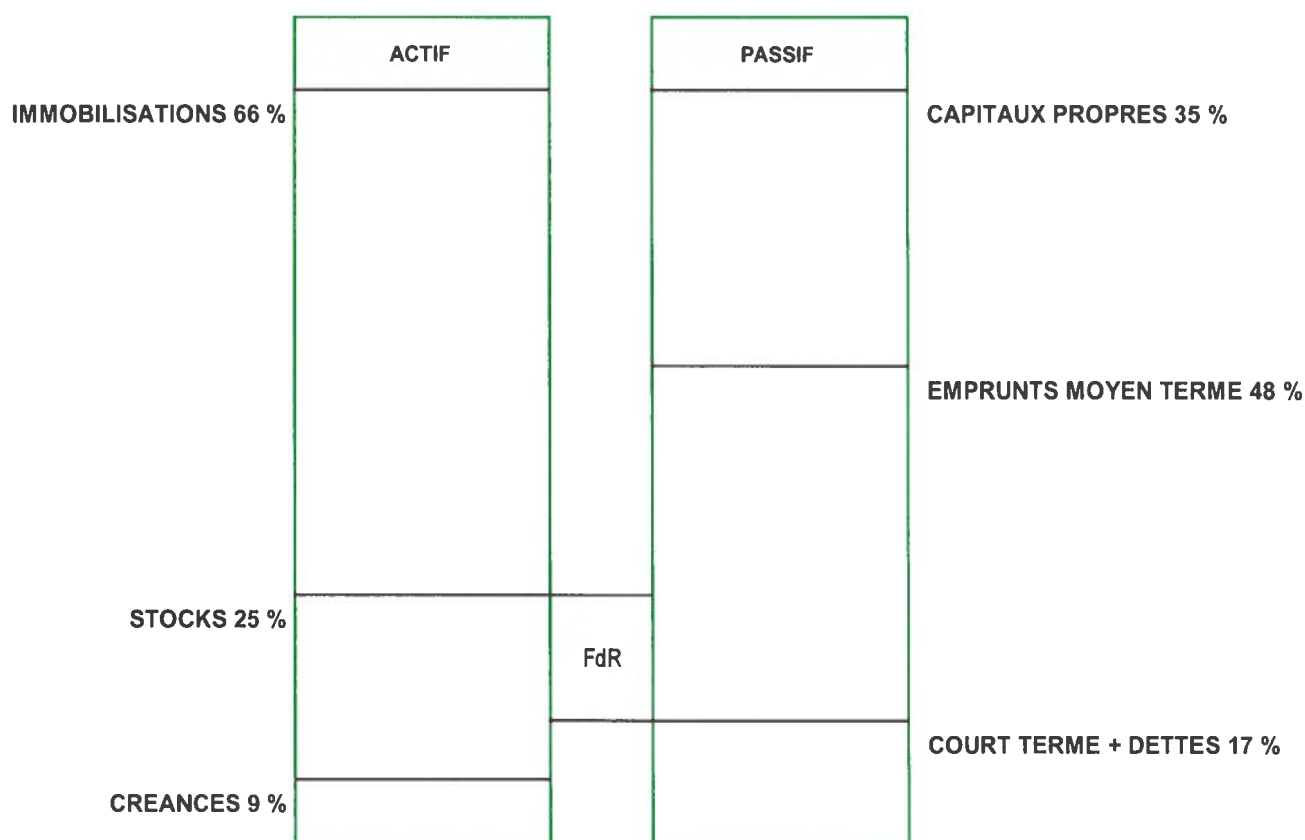 ACTIF
PASSIF
IMMOBILISATIONS 66 %
CAPITAUX PROPRES 35 %
EMPRUNTS MOYEN TERME 48 %
STOCKS 25 %
FdR
COURT TERME + DETTES 17 %
CREANCES 9 %